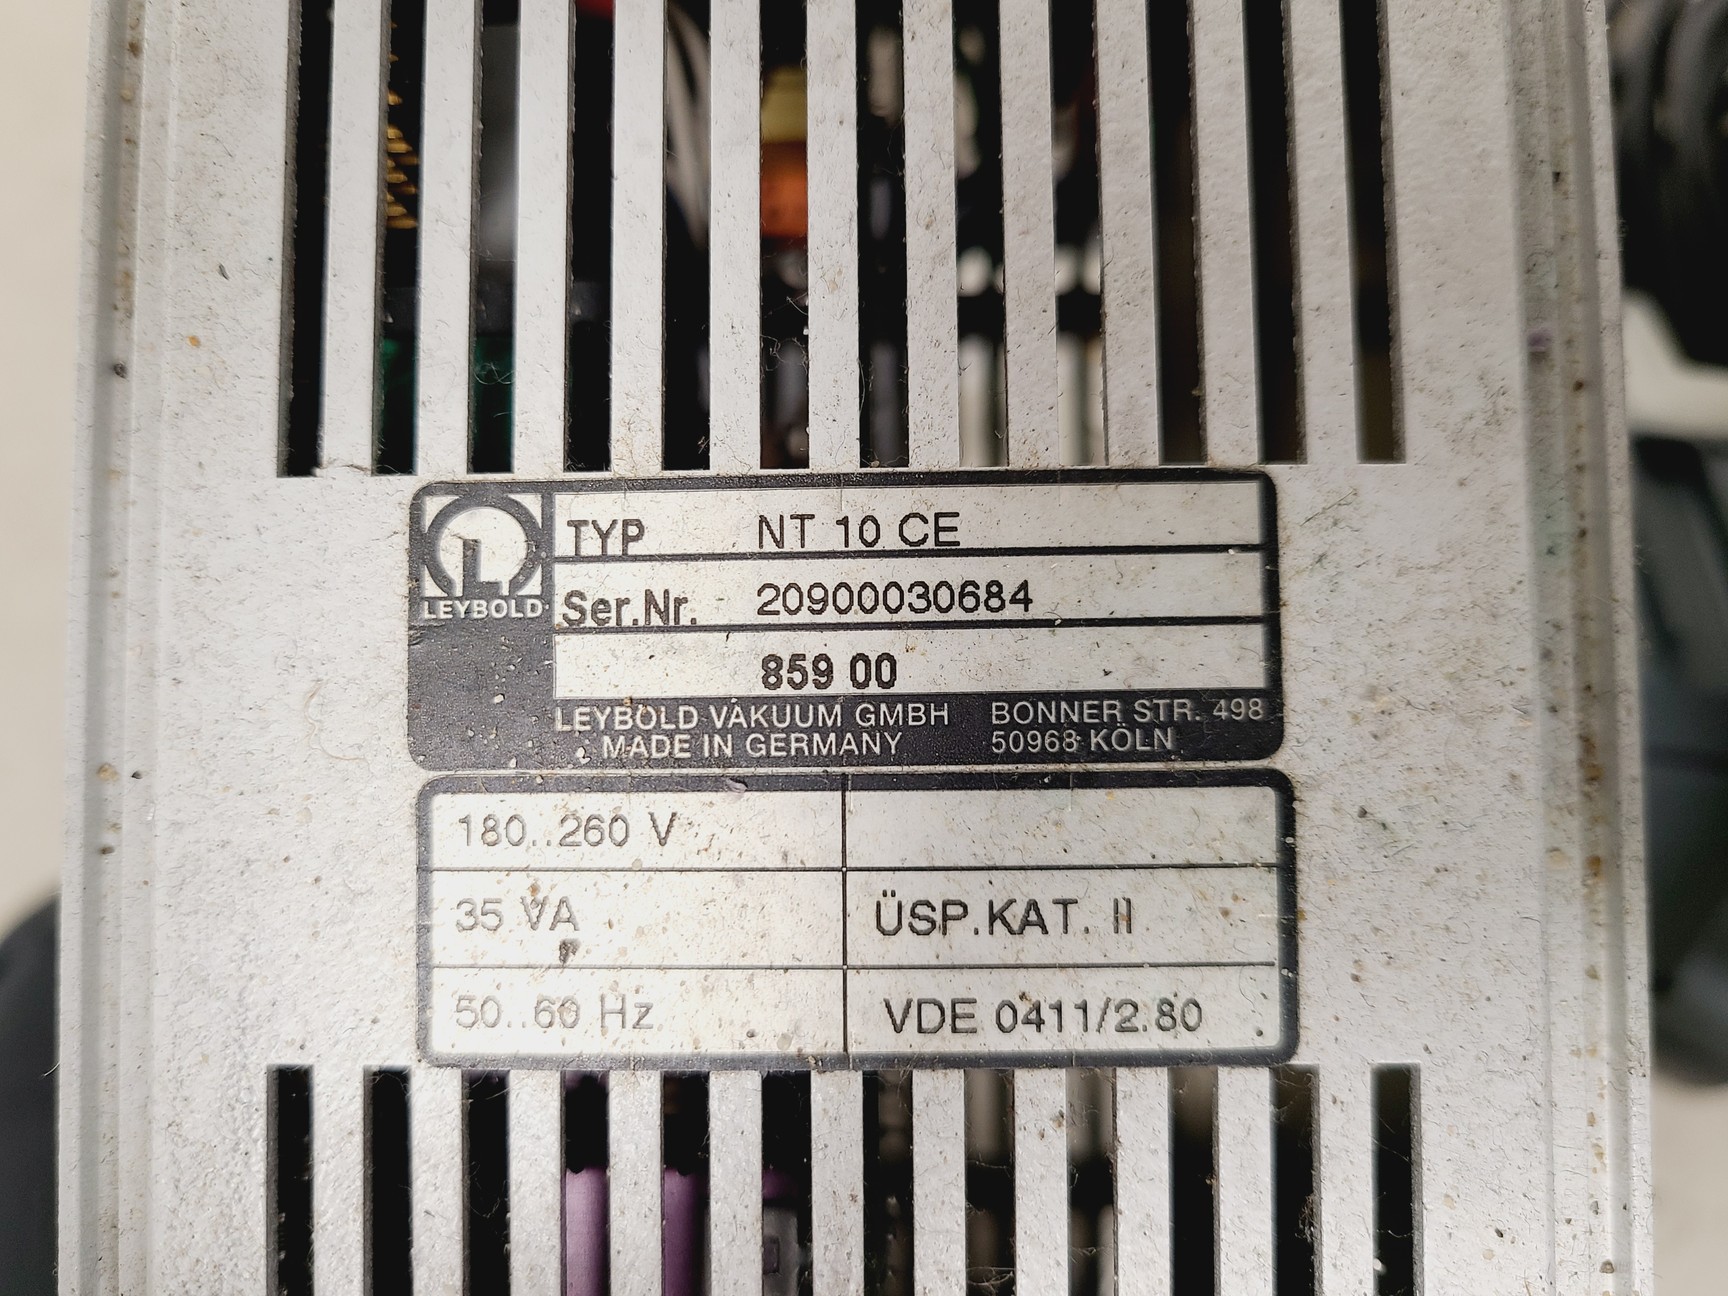 LEYBOLD
TYP NT 10 CE
Ser.Nr. 20900030684
859 00
LEYBOLD VAKUUM GMBH BONNER STR. 498
MADE IN GERMANY 50968 KÖLN
180..260 V
35 VA ÜSP.KAT. II
50..60 Hz VDE 0411/2.80